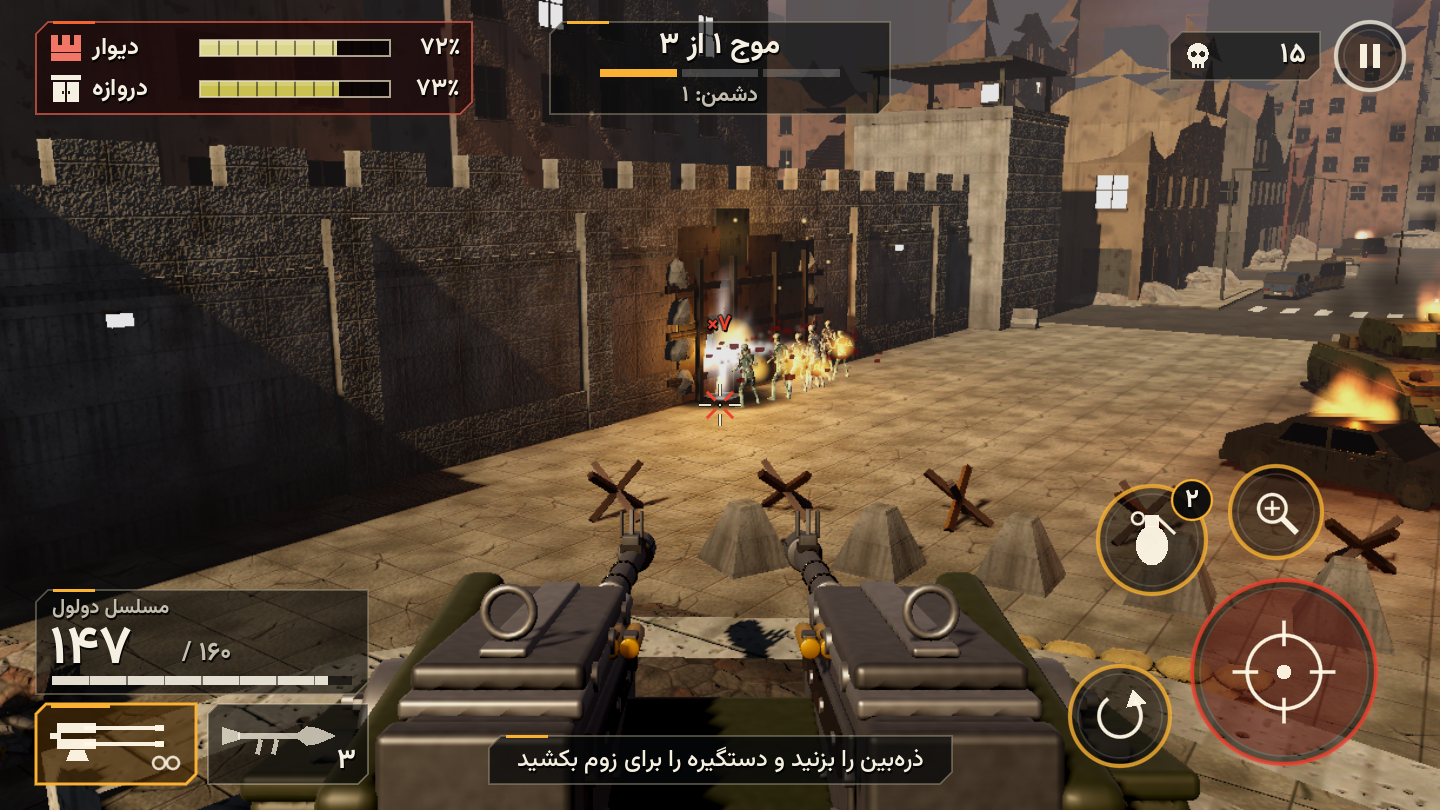 دیوار ۷۲٪
دروازه ۷۳٪
موج ۱ از ۳
دشمن: ۱
۱۵
×۷
۲
مسلسل دولول
۱۴۷ / ۱۶۰
∞
۳
ذره‌بین را بزنید و دستگیره را برای زوم بکشید